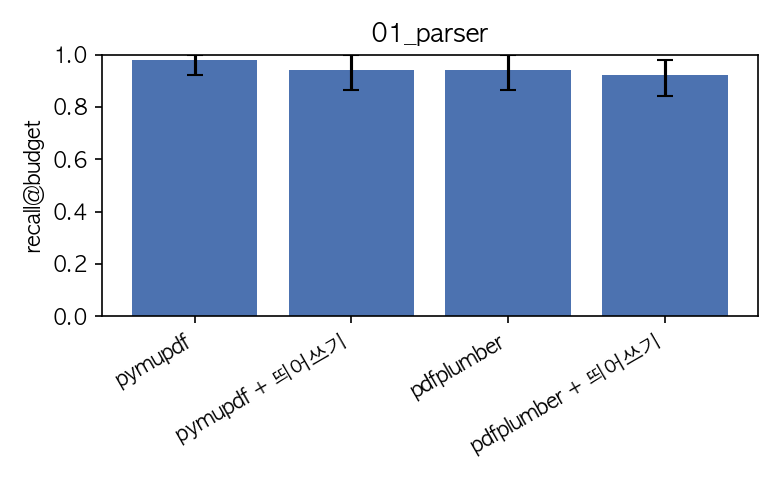 01_parser
recall@budget
1.0
0.8
0.6
0.4
0.2
0.0
pymupdf
pymupdf + 띄어쓰기
pdfplumber
pdfplumber + 띄어쓰기